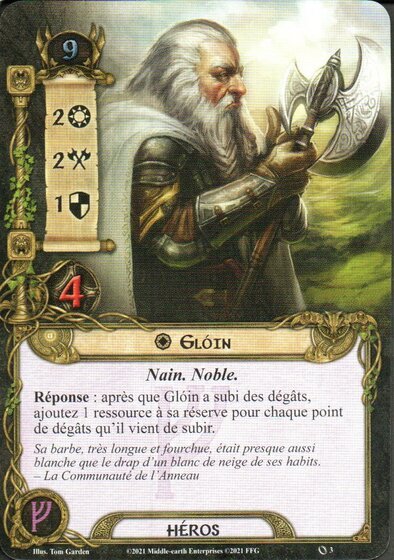 9
2
2
1
4
Glóin
Nain. Noble.
Réponse : après que Glóin a subi des dégâts,
ajoutez 1 ressource à sa réserve pour chaque point
de dégâts qu'il vient de subir.
Sa barbe, très longue et fourchue, était presque aussi
blanche que le drap d'un blanc de neige de ses habits.
– La Communauté de l'Anneau
HÉROS
Illus. Tom Garden
©2021 Middle-earth Enterprises ©2021 FFG
3